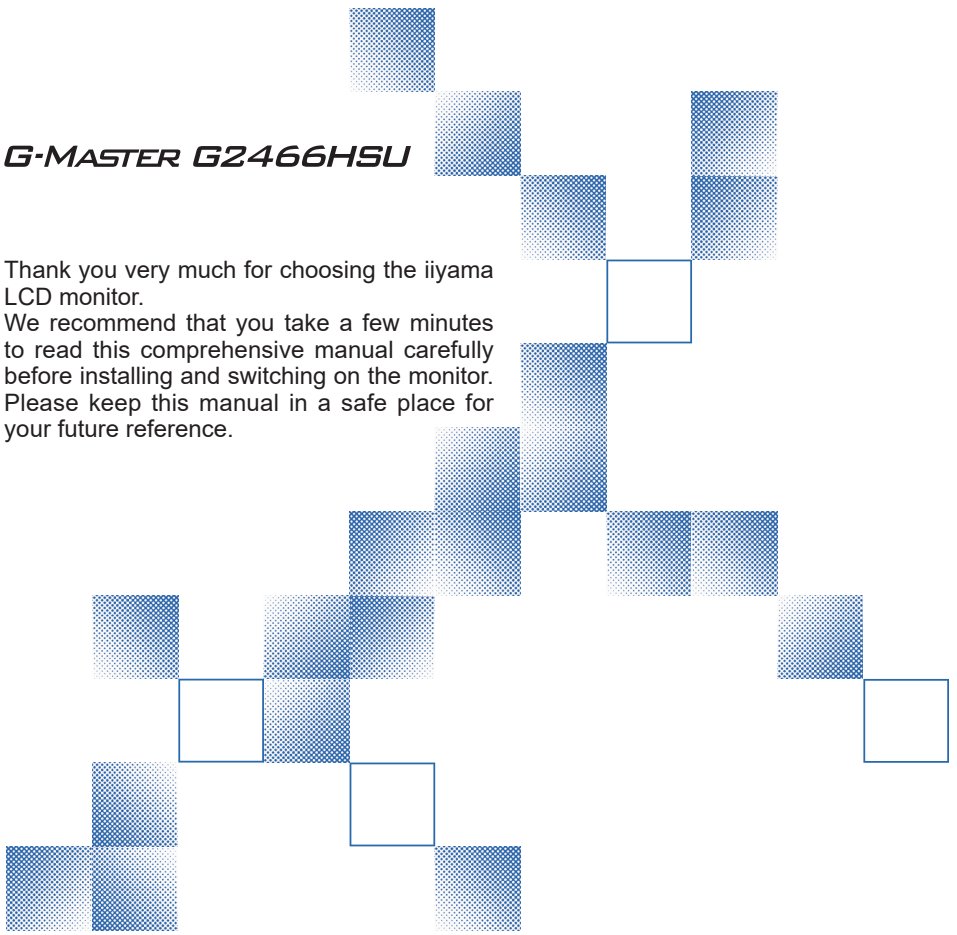 G-MASTER G2466HSU
Thank you very much for choosing the iiyama
LCD monitor.
We recommend that you take a few minutes
to read this comprehensive manual carefully
before installing and switching on the monitor.
Please keep this manual in a safe place for
your future reference.